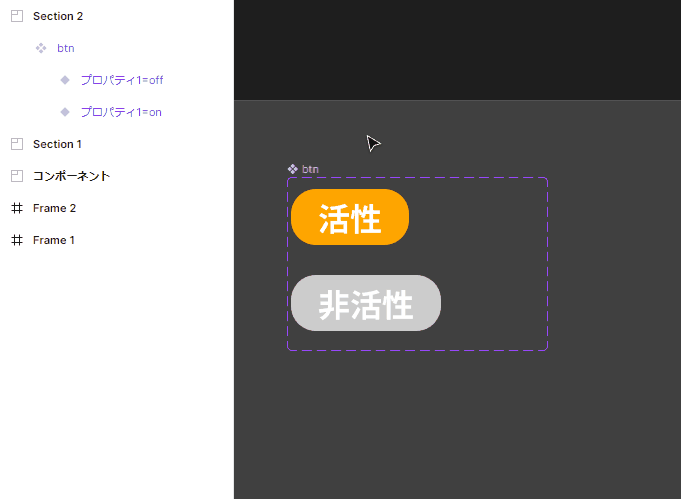 Section 2
btn
プロパティ1=off
プロパティ1=on
Section 1
コンポーネント
Frame 2
Frame 1
btn
活性
非活性